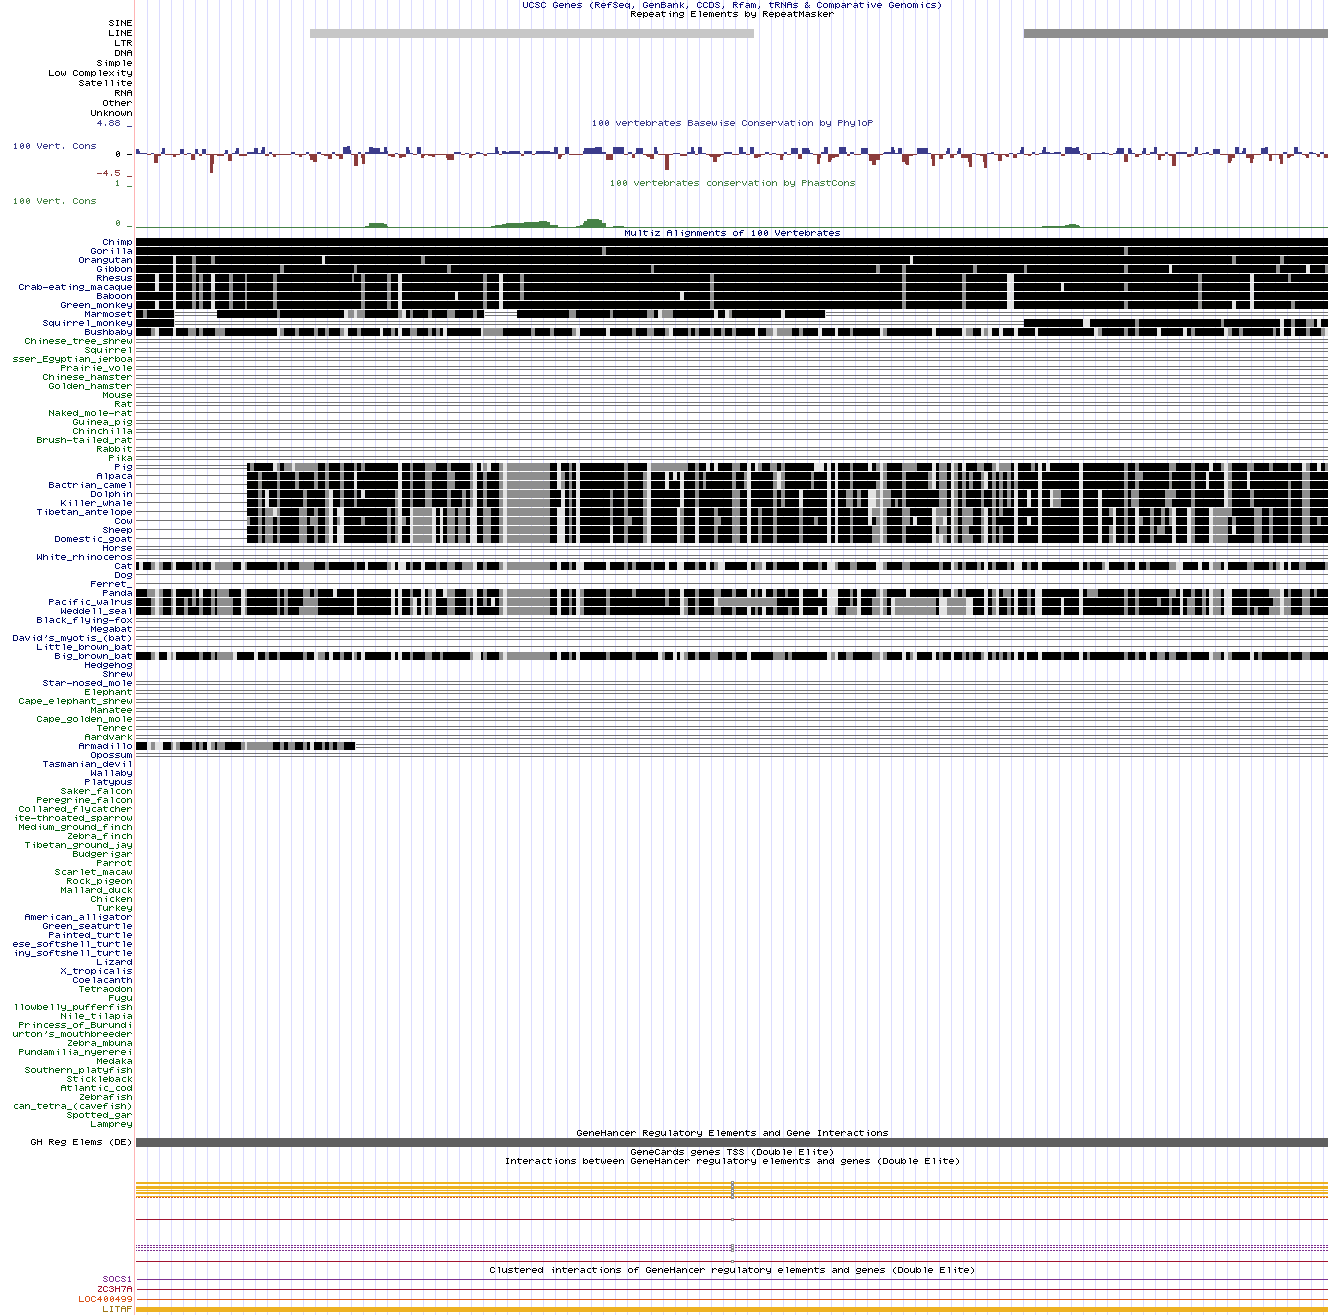 UCSC Genes (RefSeq, GenBank, CCDS, Rfam, tRNAs & Comparative Genomics)
Repeating Elements by RepeatMasker
SINE
LINE
LTR
DNA
Simple
Low Complexity
Satellite
RNA
Other
Unknown
4.88 _
100 vertebrates Basewise Conservation by PhyloP
100 Vert. Cons
0 -
-4.5 _
1 _
100 vertebrates conservation by PhastCons
100 Vert. Cons
0 _
Multiz Alignments of 100 Vertebrates
Chimp
Gorilla
Orangutan
Gibbon
Rhesus
Crab-eating_macaque
Baboon
Green_monkey
Marmoset
Squirrel_monkey
Bushbaby
Chinese_tree_shrew
Squirrel
sser_Egyptian_jerboa
Prairie_vole
Chinese_hamster
Golden_hamster
Mouse
Rat
Naked_mole-rat
Guinea_pig
Chinchilla
Brush-tailed_rat
Rabbit
Pika
Pig
Alpaca
Bactrian_camel
Dolphin
Killer_whale
Tibetan_antelope
Cow
Sheep
Domestic_goat
Horse
White_rhinoceros
Cat
Dog
Ferret_
Panda
Pacific_walrus
Weddell_seal
Black_flying-fox
Megabat
David's_myotis_(bat)
Little_brown_bat
Big_brown_bat
Hedgehog
Shrew
Star-nosed_mole
Elephant
Cape_elephant_shrew
Manatee
Cape_golden_mole
Tenrec
Aardvark
Armadillo
Opossum
Tasmanian_devil
Wallaby
Platypus
Saker_falcon
Peregrine_falcon
Collared_flycatcher
ite-throated_sparrow
Medium_ground_finch
Zebra_finch
Tibetan_ground_jay
Budgerigar
Parrot
Scarlet_macaw
Rock_pigeon
Mallard_duck
Chicken
Turkey
American_alligator
Green_seaturtle
Painted_turtle
ese_softshell_turtle
iny_softshell_turtle
Lizard
X_tropicalis
Coelacanth
Tetraodon
Fugu
llowbelly_pufferfish
Nile_tilapia
Princess_of_Burundi
urton's_mouthbreeder
Zebra_mbuna
Pundamilia_nyererei
Medaka
Southern_platyfish
Stickleback
Atlantic_cod
Zebrafish
can_tetra_(cavefish)
Spotted_gar
Lamprey
GeneHancer Regulatory Elements and Gene Interactions
GH Reg Elems (DE)
GeneCards genes TSS (Double Elite)
Interactions between GeneHancer regulatory elements and genes (Double Elite)
Clustered interactions of GeneHancer regulatory elements and genes (Double Elite)
SOCS1
ZC3H7A
LOC400499
LITAF